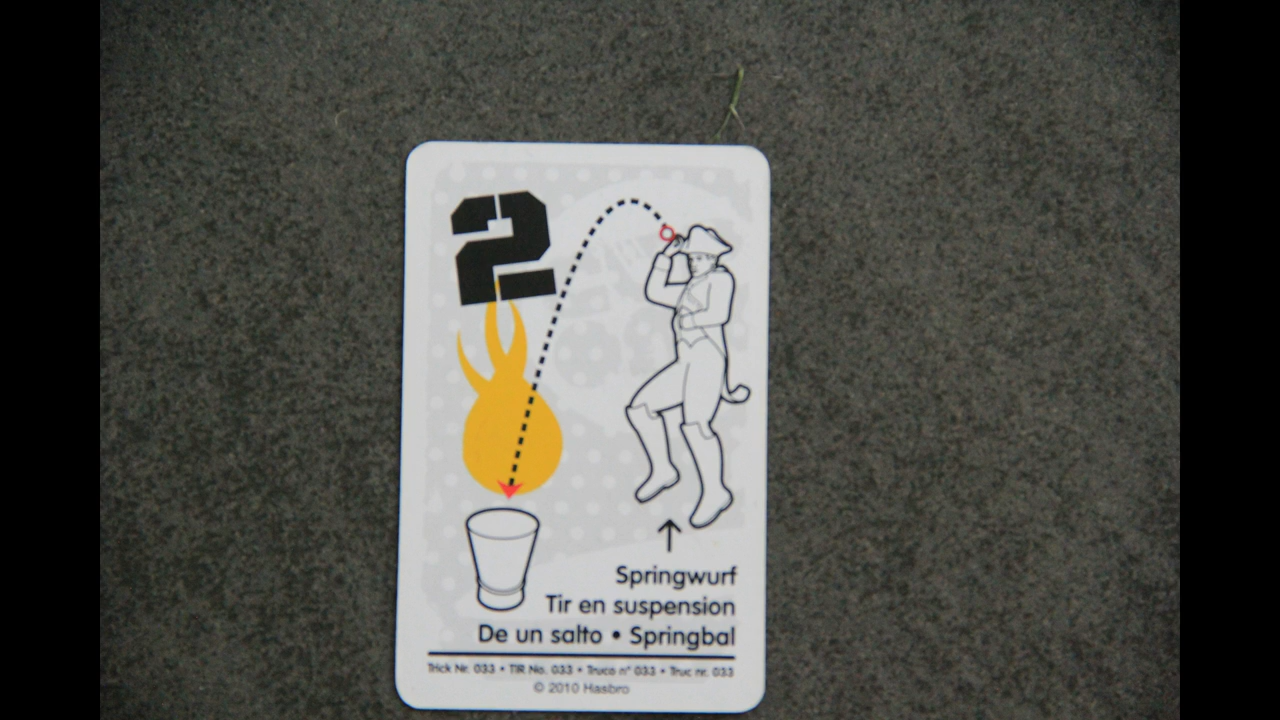 2
Springwurf
Tir en suspension
De un salto • Springbal
Trick Nr. 033 • TIR No. 033 • Truco n° 033 • Truc nr. 033
© 2010 Hasbro